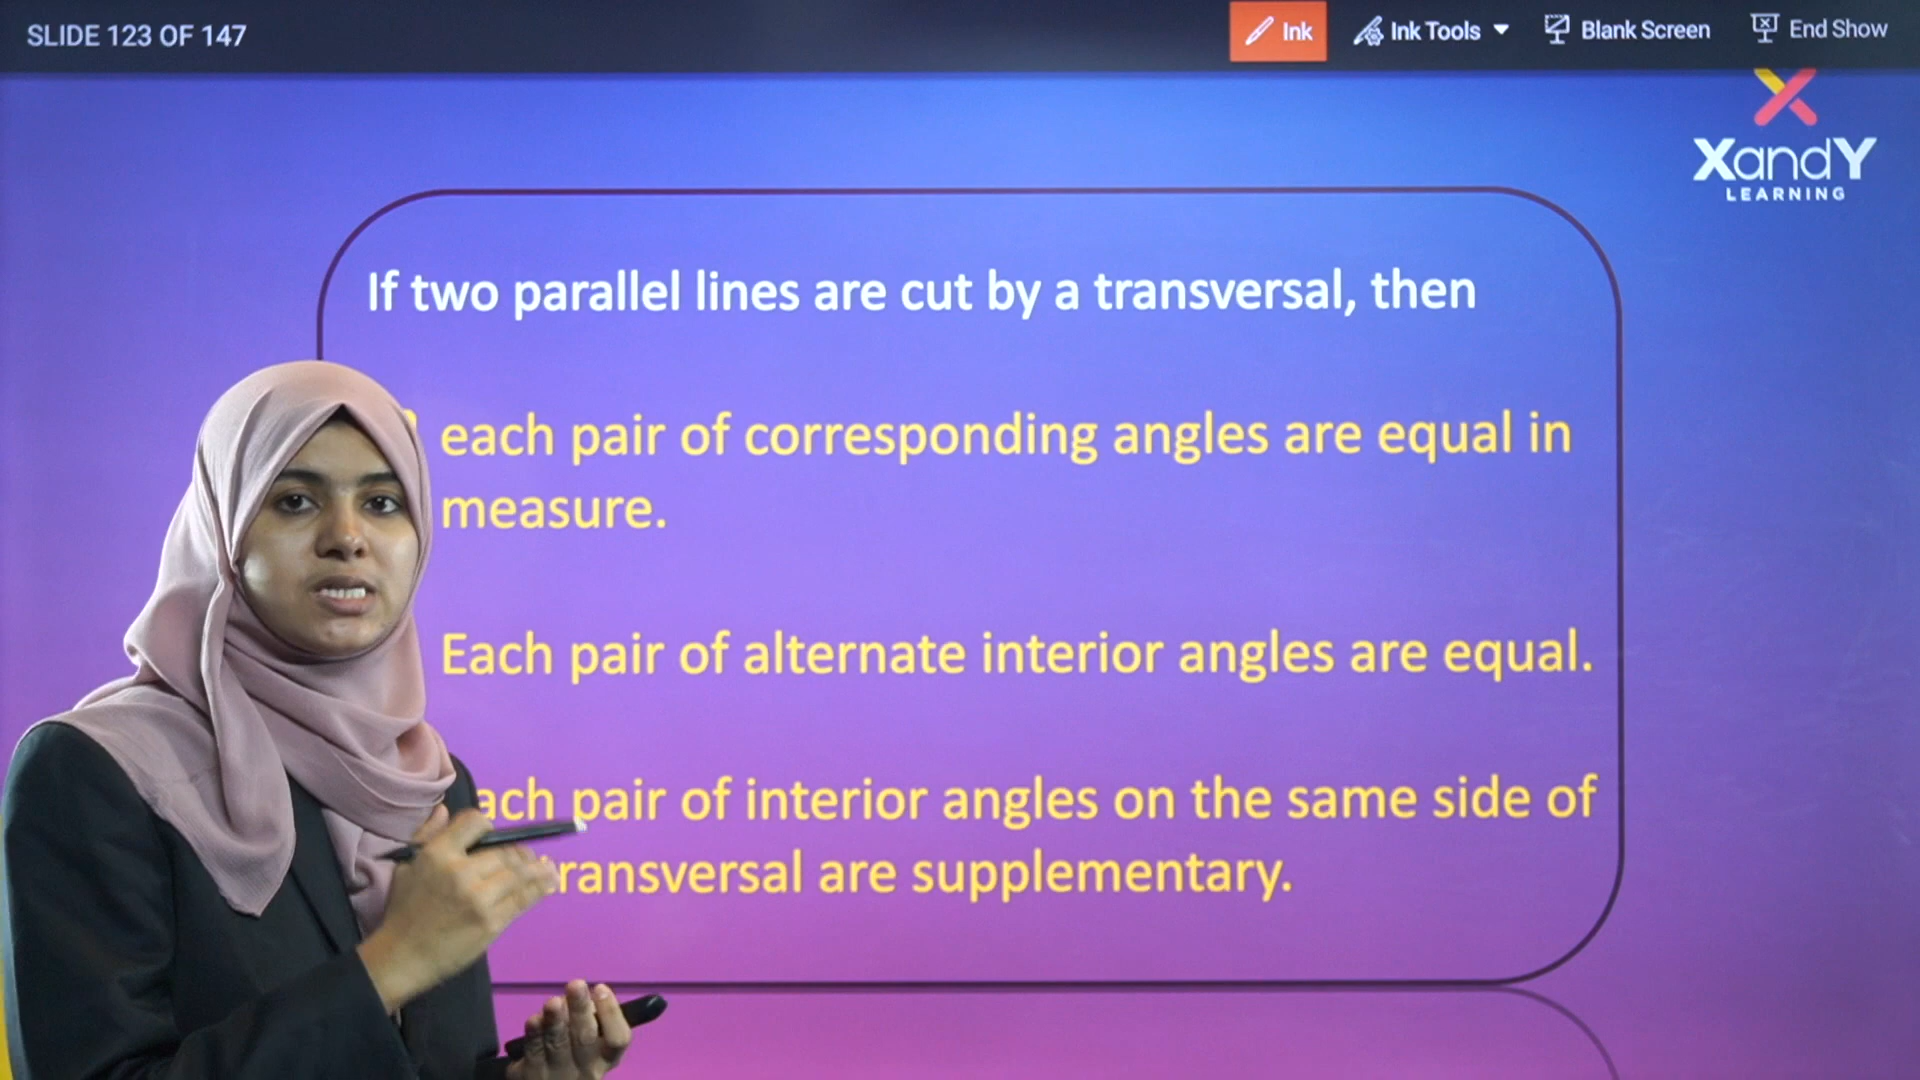 SLIDE 123 OF 147
Ink
Ink Tools
Blank Screen
End Show
XandY
LEARNING
If two parallel lines are cut by a transversal, then
each pair of corresponding angles are equal in
measure.
Each pair of alternate interior angles are equal.
ach pair of interior angles on the same side of
transversal are supplementary.